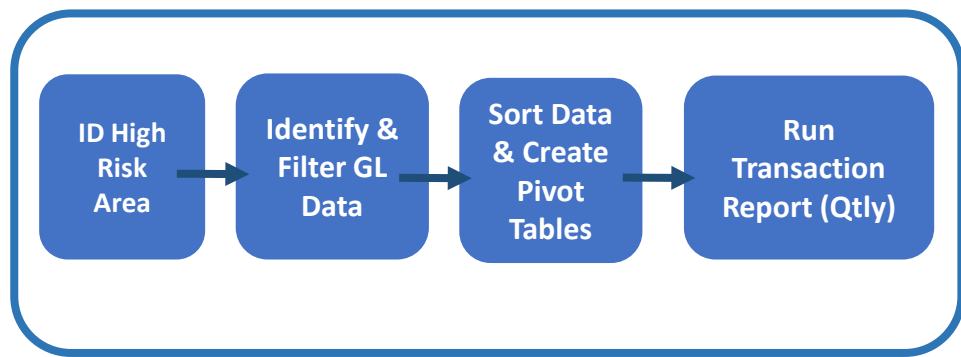 ID High
Risk
Area
Identify &
Filter GL
Data
Sort Data
& Create
Pivot
Tables
Run
Transaction
Report (Qtly)